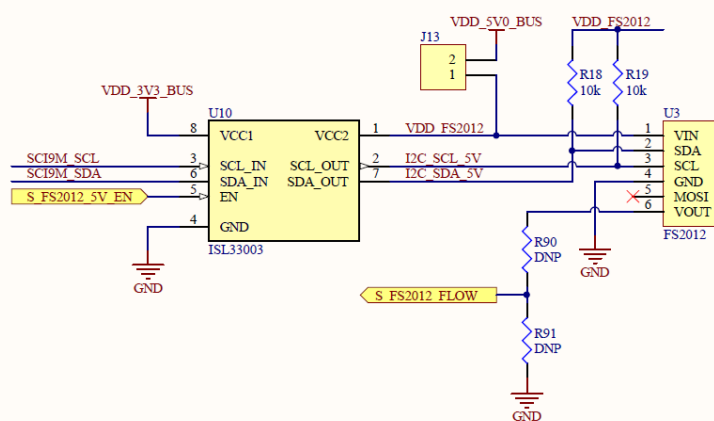 VDD_5V0_BUS
VDD_FS2012
J13
2
1
R18
10k
R19
10k
VDD_3V3_BUS
U10
U3
8 VCC1 VCC2 1 VDD_FS2012 1 VIN
2 SDA
SCI9M_SCL 3 SCL_IN SCL_OUT 2 I2C_SCL_5V 3 SCL
SCI9M_SDA 6 SDA_IN SDA_OUT 7 I2C_SDA_5V 4 GND
S_FS2012_5V_EN 5 EN 5 MOSI
6 VOUT
4 GND
FS2012
ISL33003
R90
DNP
GND
GND
S_FS2012_FLOW
R91
DNP
GND